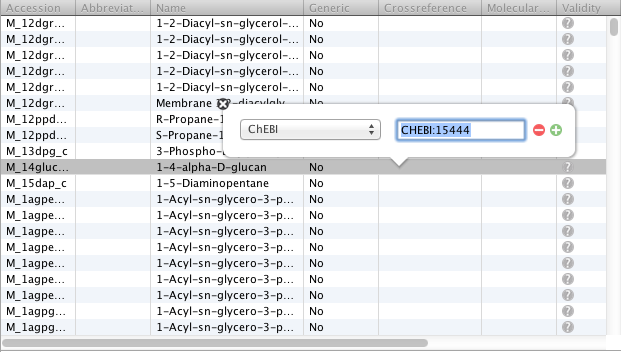 Accession Abbreviat... Name Generic Crossreference Molecular... Validity
M_12dgr... 1-2-Diacyl-sn-glycerol-... No ?
M_12dgr... 1-2-Diacyl-sn-glycerol-... No ?
M_12dgr... 1-2-Diacyl-sn-glycerol-... No ?
M_12dgr... 1-2-Diacyl-sn-glycerol-... No ?
M_12dgr... 1-2-Diacyl-sn-glycerol-... No ?
M_12dgr... Membrane No ?
M_12ppd... R-Propane-1
M_12ppd... S-Propane-1
ChEBI CHEBI:15444
M_13dpg_c 3-Phospho-
M_14gluc... 1-4-alpha-D-glucan No ?
M_15dap_c 1-5-Diaminopentane No ?
M_1agpe... 1-Acyl-sn-glycero-3-p... No ?
M_1agpe... 1-Acyl-sn-glycero-3-p... No ?
M_1agpe... 1-Acyl-sn-glycero-3-p... No ?
M_1agpe... 1-Acyl-sn-glycero-3-p... No ?
M_1agpe... 1-Acyl-sn-glycero-3-p... No ?
M_1agpe... 1-Acyl-sn-glycero-3-p... No ?
M_1agpe... 1-Acyl-sn-glycero-3-p... No ?
M_1agpg... 1-Acyl-sn-glycero-3-p... No ?
M_1agpg... 1-Acyl-sn-glycero-3-p... No ?